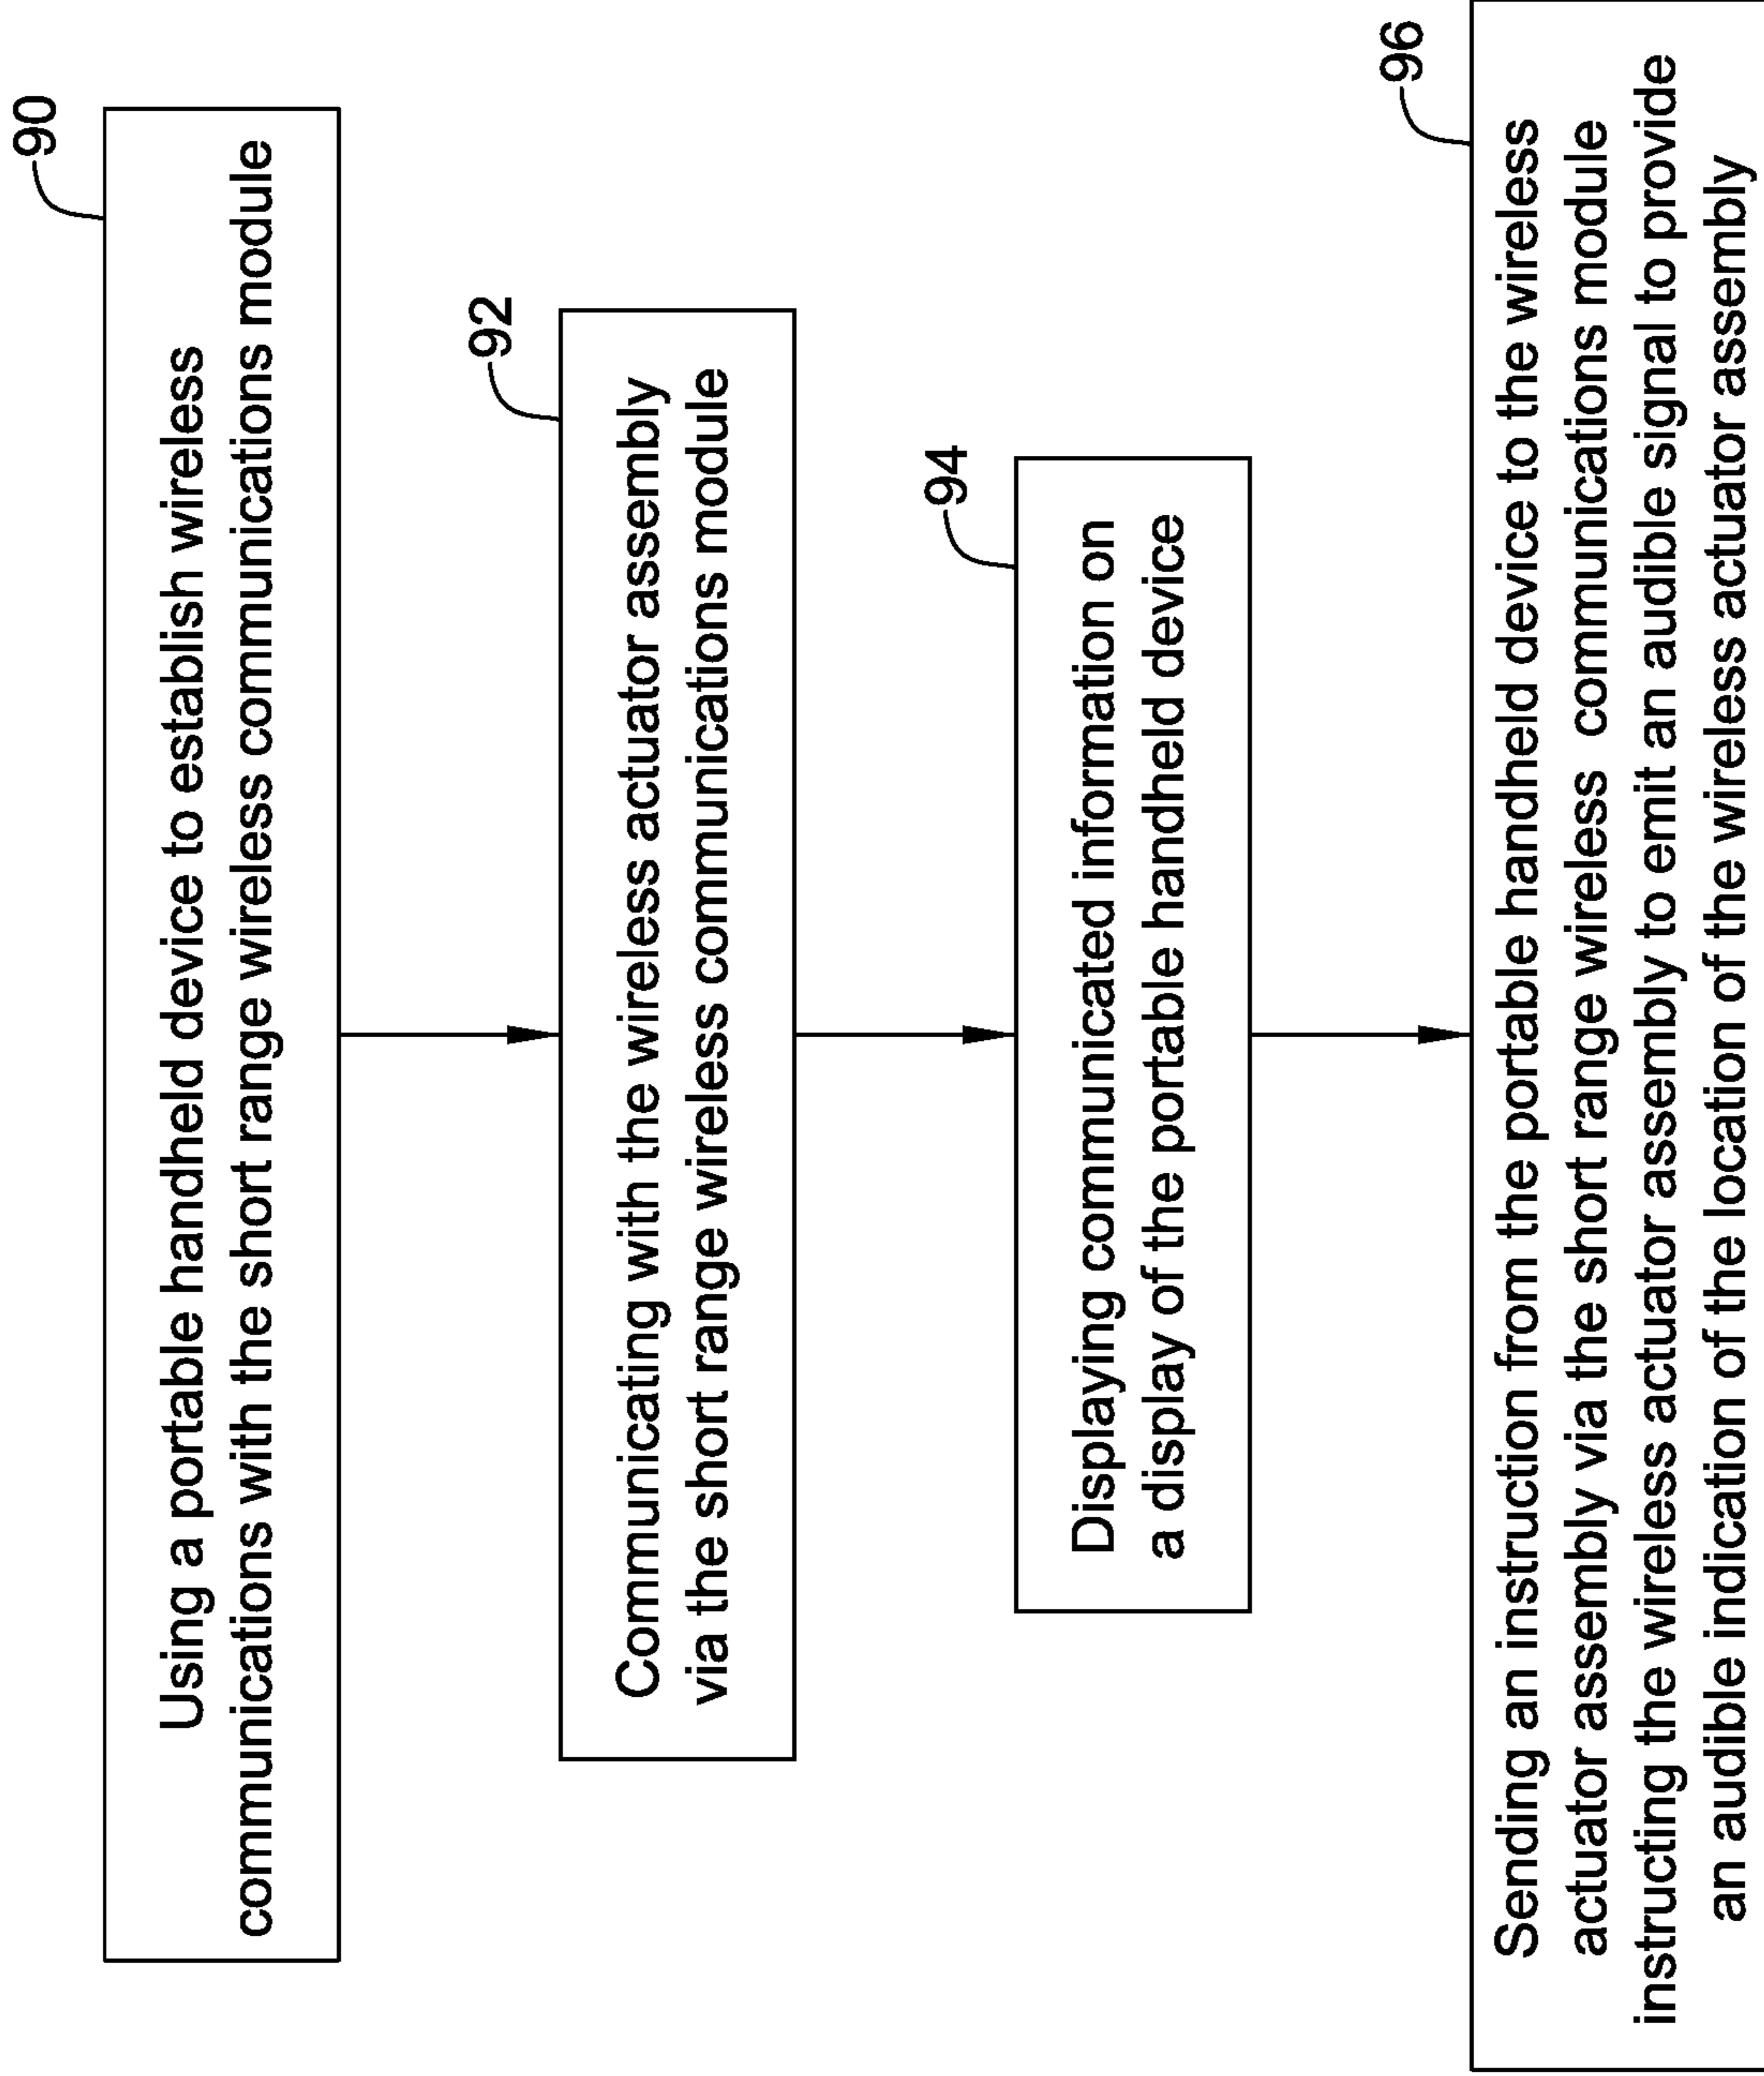 90
Using a portable handheld device to establish wireless
communications with the short range wireless communications module
92
Communicating with the wireless actuator assembly
via the short range wireless communications module
94
Displaying communicated information on
a display of the portable handheld device
96
Sending an instruction from the portable handheld device to the wireless
actuator assembly via the short range wireless communications module
instructing the wireless actuator assembly to emit an audible signal to provide
an audible indication of the location of the wireless actuator assembly